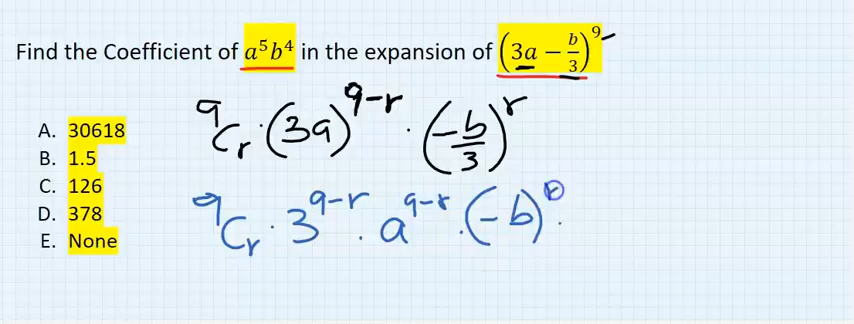 Find the Coefficient of a⁵b⁴ in the expansion of (3a − b/3)⁹
A. 30618
B. 1.5
C. 126
D. 378
E. None
⁹Cᵣ · (3a)⁹⁻ʳ · (−b/3)ʳ
⁹Cᵣ · 3⁹⁻ʳ · a⁹⁻ʳ · (−b)ʳ ·